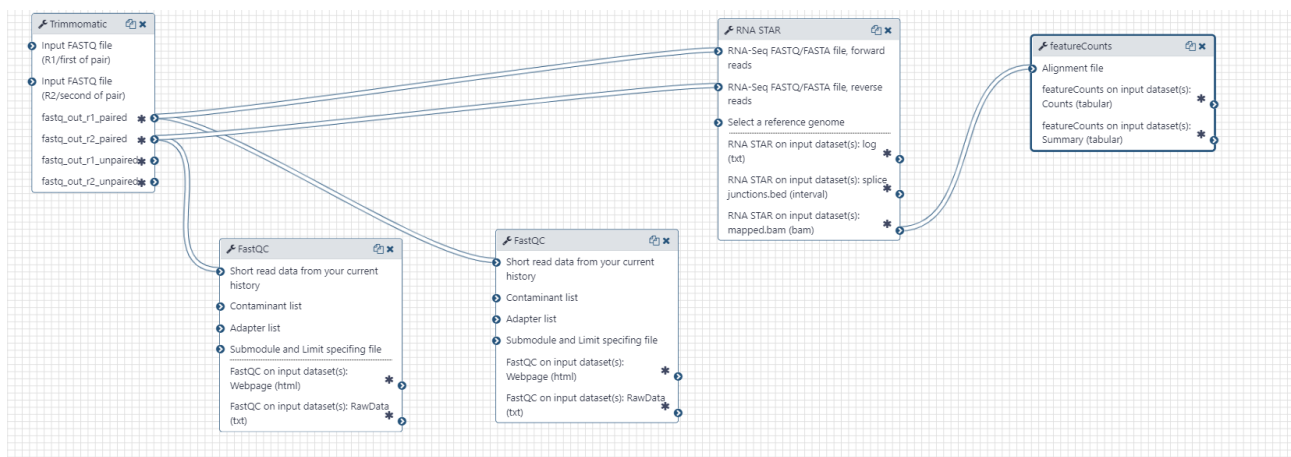 Trimmomatic
Input FASTQ file
(R1/first of pair)
Input FASTQ file
(R2/second of pair)
fastq_out_r1_paired
fastq_out_r2_paired
fastq_out_r1_unpaired
fastq_out_r2_unpaired
FastQC
Short read data from your current
history
Contaminant list
Adapter list
Submodule and Limit specifing file
FastQC on input dataset(s):
Webpage (html)
FastQC on input dataset(s): RawData
(txt)
FastQC
Short read data from your current
history
Contaminant list
Adapter list
Submodule and Limit specifing file
FastQC on input dataset(s):
Webpage (html)
FastQC on input dataset(s): RawData
(txt)
RNA STAR
RNA-Seq FASTQ/FASTA file, forward
reads
RNA-Seq FASTQ/FASTA file, reverse
reads
Select a reference genome
RNA STAR on input dataset(s): log
(txt)
RNA STAR on input dataset(s): splice
junctions.bed (interval)
RNA STAR on input dataset(s):
mapped.bam (bam)
featureCounts
Alignment file
featureCounts on input dataset(s):
Counts (tabular)
featureCounts on input dataset(s):
Summary (tabular)